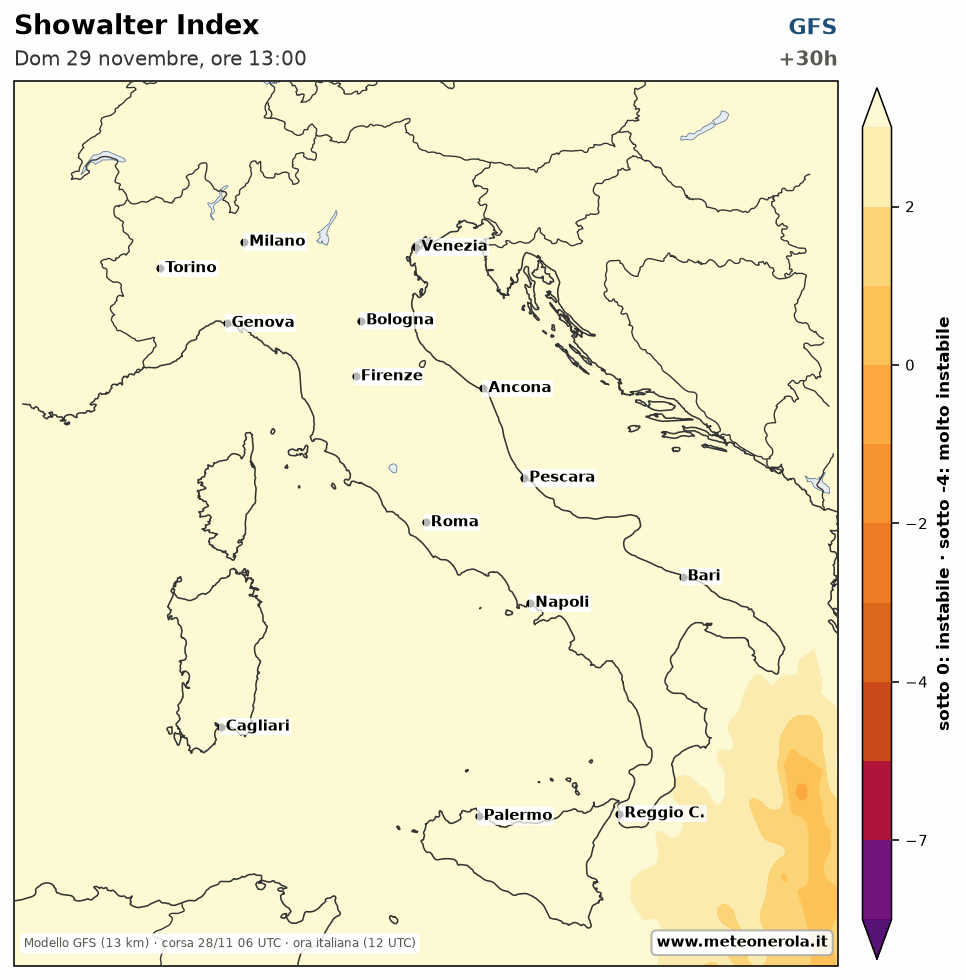 Showalter Index
GFS
Dom 29 novembre, ore 13:00
+30h
Milano
Venezia
Torino
Genova
Bologna
Firenze
Ancona
Pescara
Roma
Bari
Napoli
Cagliari
Palermo
Reggio C.
2
0
−2
−4
−7
sotto 0: instabile · sotto -4: molto instabile
Modello GFS (13 km) · corsa 28/11 06 UTC · ora italiana (12 UTC)
www.meteonerola.it